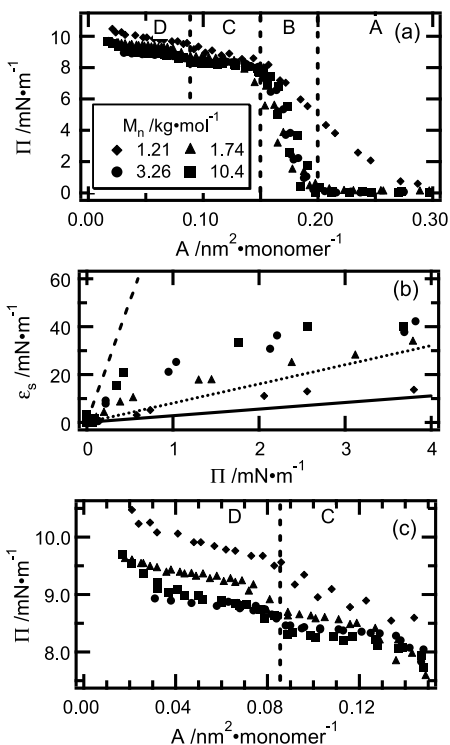 D C B A (a)
Π /mN•m⁻¹
10
8
6
4
2
0
Mₙ /kg•mol⁻¹
◆ 1.21 ▲ 1.74
● 3.26 ■ 10.4
0.00 0.10 0.20 0.30
A /nm²•monomer⁻¹
(b)
εₛ /mN•m⁻¹
60
40
20
0
0 1 2 3 4
Π /mN•m⁻¹
D C (c)
Π /mN•m⁻¹
10.0
9.0
8.0
0.00 0.04 0.08 0.12
A /nm²•monomer⁻¹